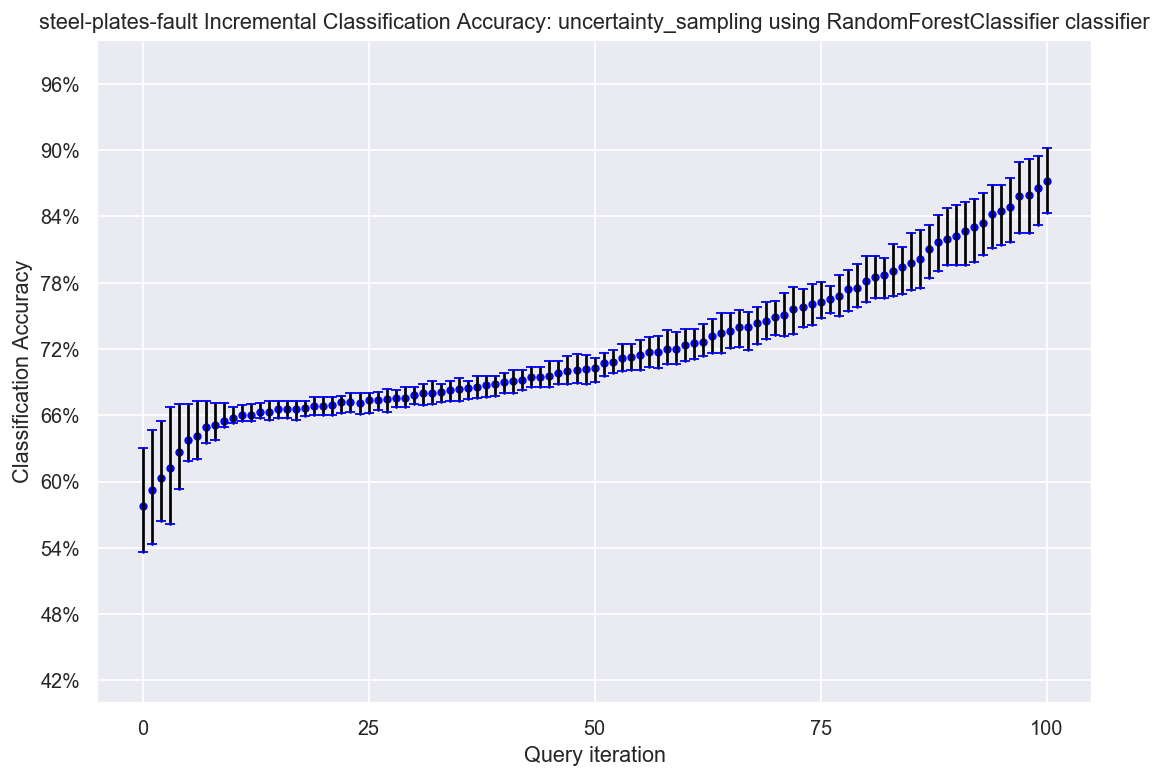 steel-plates-fault Incremental Classification Accuracy: uncertainty_sampling using RandomForestClassifier classifier
96%
90%
84%
78%
72%
66%
60%
54%
48%
42%
Classification Accuracy
0 25 50 75 100
Query iteration